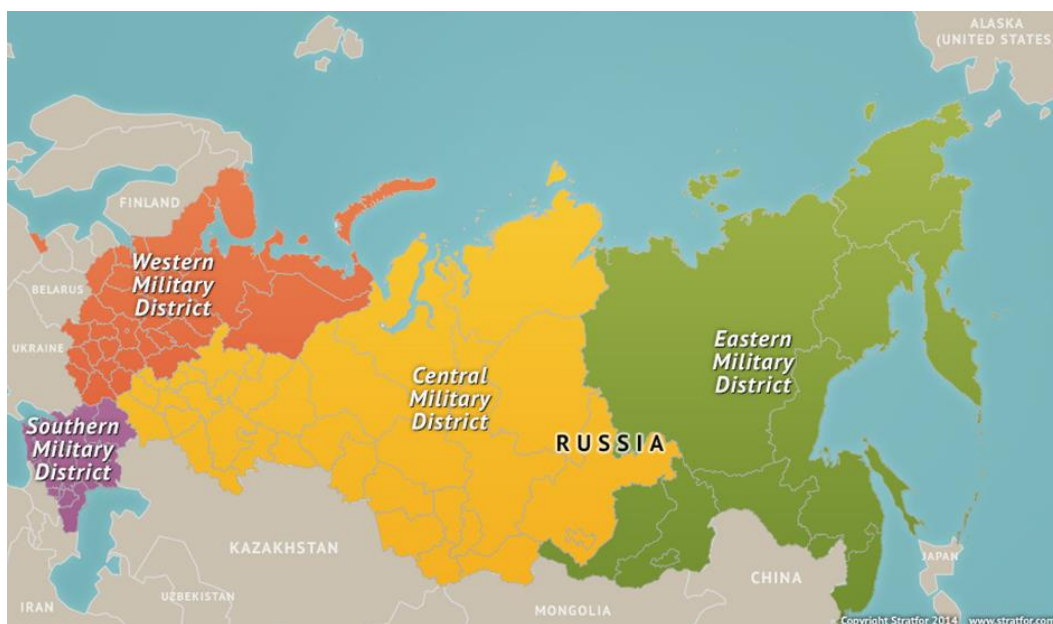 ALASKA
(UNITED STATES
FINLAND
Western
Military
District
BELARUS
UKRAINE
Eastern
Military
District
Central
Military
District
Southern
Military
District
RUSSIA
KAZAKHSTAN
CHINA
JAPAN
UZBEKISTAN
IRAN
MONGOLIA
Copyright Stratfor 2014 www.stratfor.com